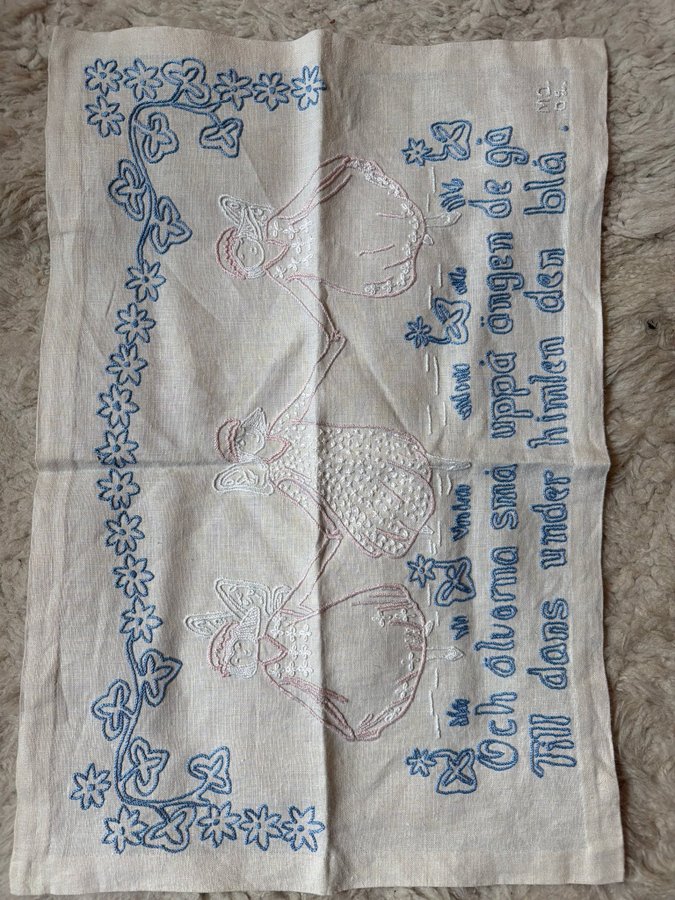 Och älvorna små uppå ängen de gå
Till dans under himlen den blå.